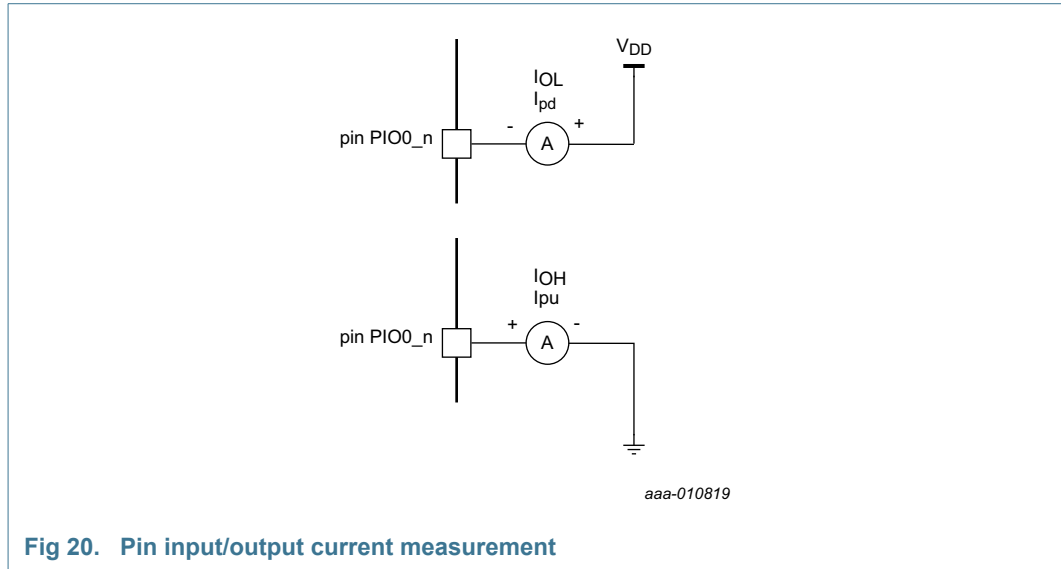 VDD
IOL
Ipd
- +
pin PIO0_n
A
IOH
Ipu
+ -
pin PIO0_n
A
aaa-010819
Fig 20. Pin input/output current measurement